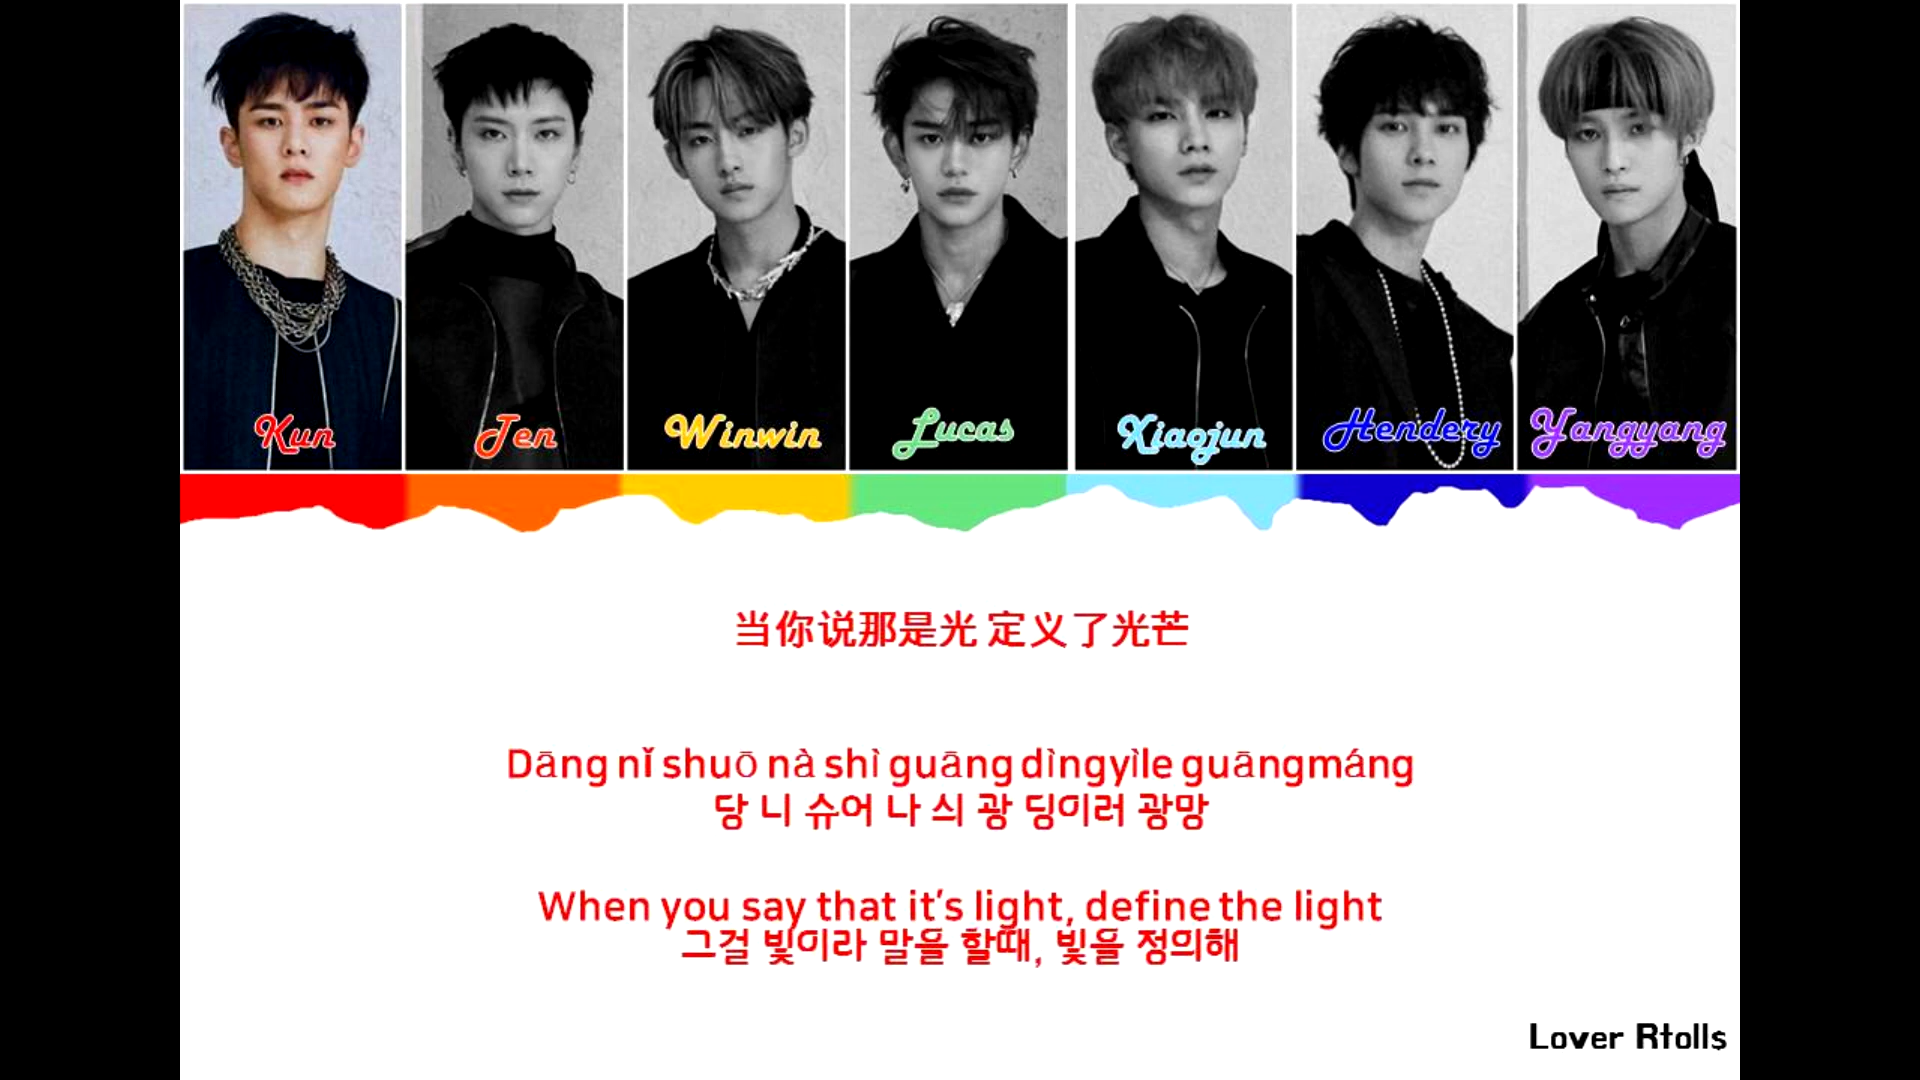 Kun
Ten
Winwin
Lucas
Xiaojun
Hendery
Yangyang
当你说那是光 定义了光芒
Dāng nǐ shuō nà shì guāng dìngyìle guāngmáng
당 니 슈어 나 싀 광 딩이러 광망
When you say that it's light, define the light
그걸 빛이라 말을 할때, 빛을 정의해
Lover Rtolls